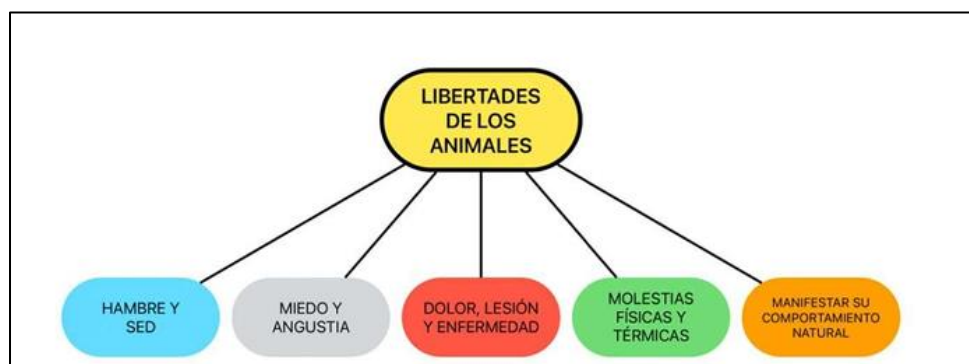 LIBERTADES
DE LOS
ANIMALES
HAMBRE Y
SED
MIEDO Y
ANGUSTIA
DOLOR, LESIÓN
Y ENFERMEDAD
MOLESTIAS
FÍSICAS Y
TÉRMICAS
MANIFESTAR SU
COMPORTAMIENTO
NATURAL